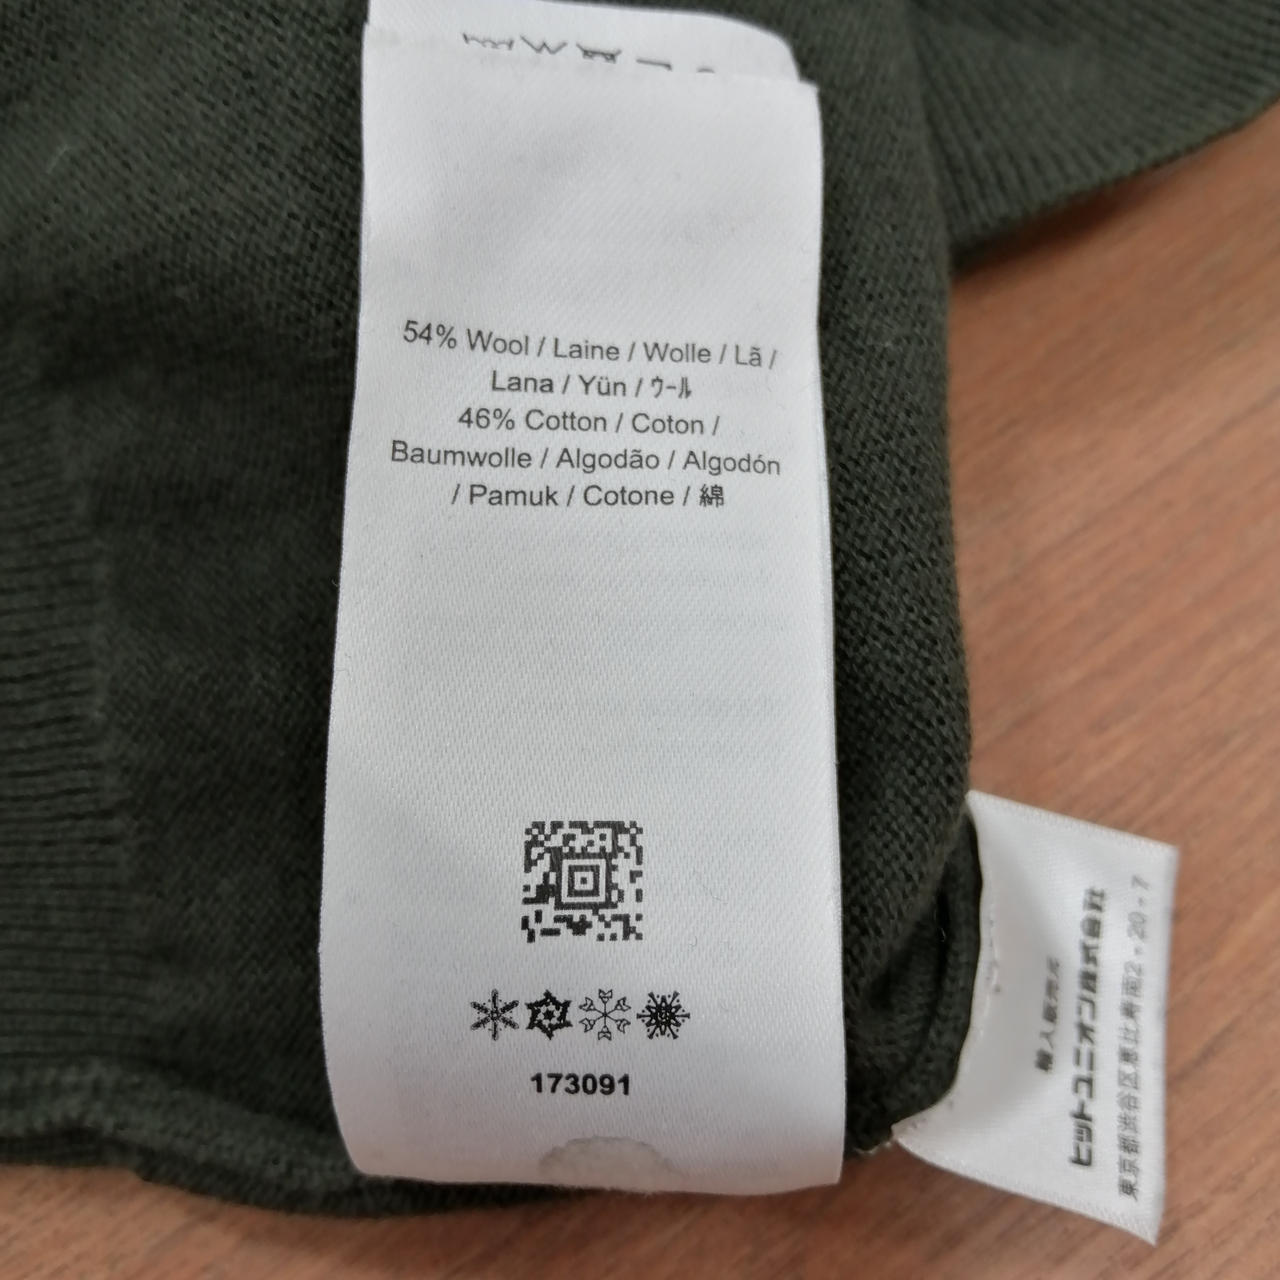 54% Wool / Laine / Wolle / Lã /
Lana / Yün / ウール
46% Cotton / Coton /
Baumwolle / Algodão / Algodón
/ Pamuk / Cotone / 綿
173091
輸入販売元
ヒットユニオン株式会社
東京都渋谷区恵比寿南2-20-7